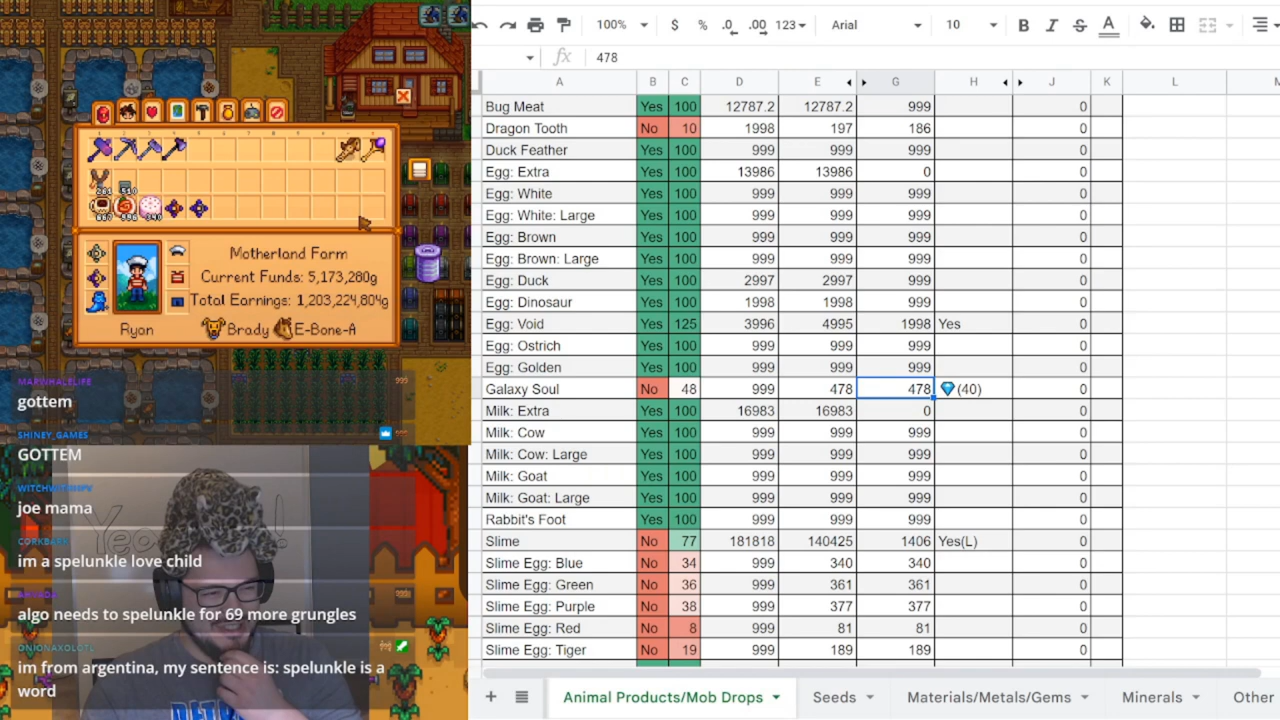 100%
$
%
.0
.00
123
Arial
10
B
I
S
A
fx
478
A B C D E G H J K L
Bug Meat Yes 100 12787.2 12787.2 999 0
Dragon Tooth No 10 1998 197 186 0
Duck Feather Yes 100 999 999 999 0
Egg: Extra Yes 100 13986 13986 0 0
Egg: White Yes 100 999 999 999 0
Egg: White: Large Yes 100 999 999 999 0
Egg: Brown Yes 100 999 999 999 0
Egg: Brown: Large Yes 100 999 999 999 0
Egg: Duck Yes 100 2997 2997 999 0
Egg: Dinosaur Yes 100 1998 1998 999 0
Egg: Void Yes 125 3996 4995 1998 Yes 0
Egg: Ostrich Yes 100 999 999 999 0
Egg: Golden Yes 100 999 999 999 0
Galaxy Soul No 48 478 478 💎(40) 0
Milk: Extra Yes 100 16983 16983 0 0
Milk: Cow Yes 100 999 999 999 0
Milk: Cow: Large Yes 100 999 999 999 0
Milk: Goat Yes 100 999 999 999 0
Milk: Goat: Large Yes 100 999 999 999 0
Rabbit's Foot Yes 100 999 999 999 0
Slime No 77 181818 140425 1406 Yes(L) 0
Slime Egg: Blue No 34 999 340 340 0
Slime Egg: Green No 36 999 361 361 0
Slime Egg: Purple No 38 999 377 377 0
Slime Egg: Red No 8 999 81 81 0
Slime Egg: Tiger No 19 999 189 189 0
Animal Products/Mob Drops
Seeds
Materials/Metals/Gems
Minerals
Other
Motherland Farm
Current Funds: 5,173,280g
Total Earnings: 1,203,224,804g
Ryon
Brady
E-Bone-A
gottem
SHINEY_GAMES
GOTTEM
joe mama
im a spelunkle love child
algo needs to spelunkle for 69 more grungles
ONIONAXOLOTL
im from argentina, my sentence is: spelunkle is a
word